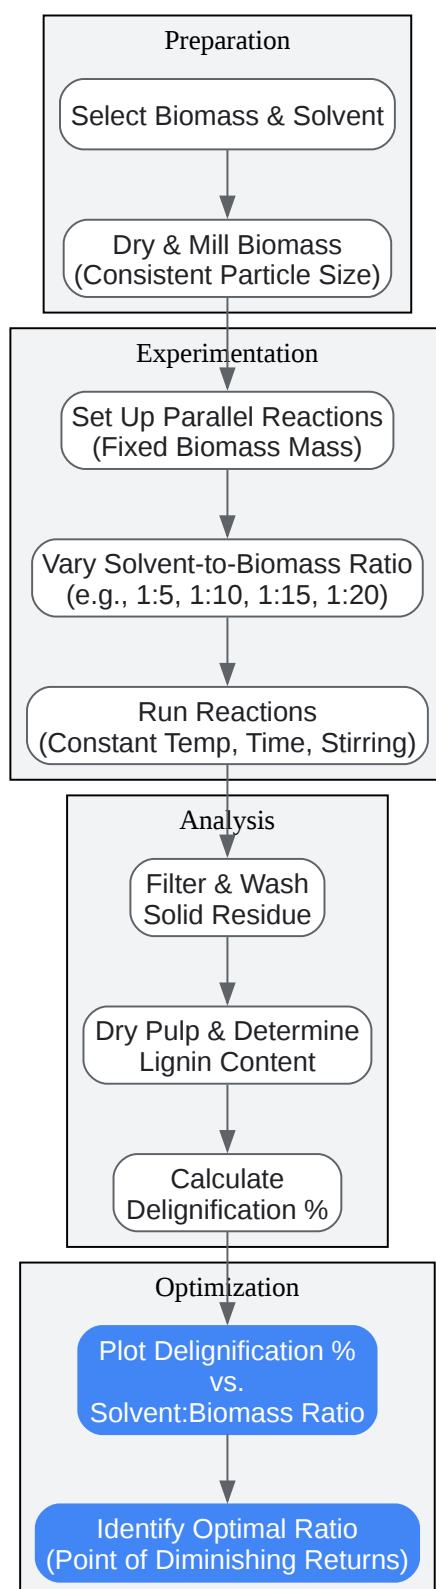 Preparation
Select Biomass & Solvent
Dry & Mill Biomass
(Consistent Particle Size)
Experimentation
Set Up Parallel Reactions
(Fixed Biomass Mass)
Vary Solvent-to-Biomass Ratio
(e.g., 1:5, 1:10, 1:15, 1:20)
Run Reactions
(Constant Temp, Time, Stirring)
Analysis
Filter & Wash
Solid Residue
Dry Pulp & Determine
Lignin Content
Calculate
Delignification %
Optimization
Plot Delignification %
vs.
Solvent:Biomass Ratio
Identify Optimal Ratio
(Point of Diminishing Returns)